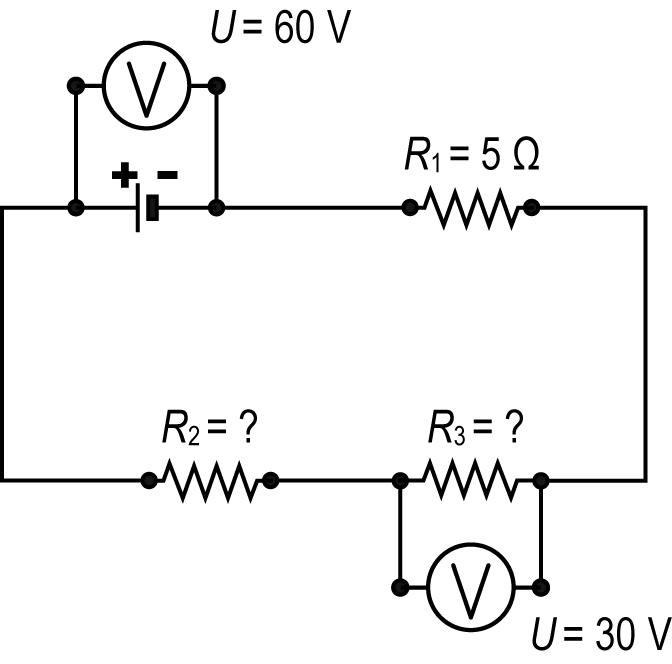 U = 60 V
V
+ -
R₁ = 5 Ω
R₂ = ?
R₃ = ?
V
U = 30 V